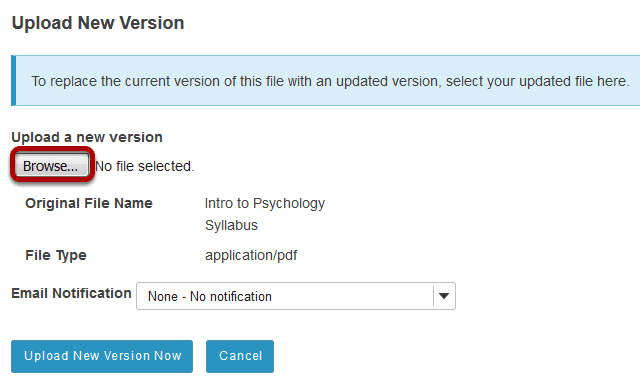 Upload New Version
To replace the current version of this file with an updated version, select your updated file here.
Upload a new version
Browse... No file selected.
Original File Name Intro to Psychology
Syllabus
File Type application/pdf
Email Notification None - No notification
Upload New Version Now Cancel